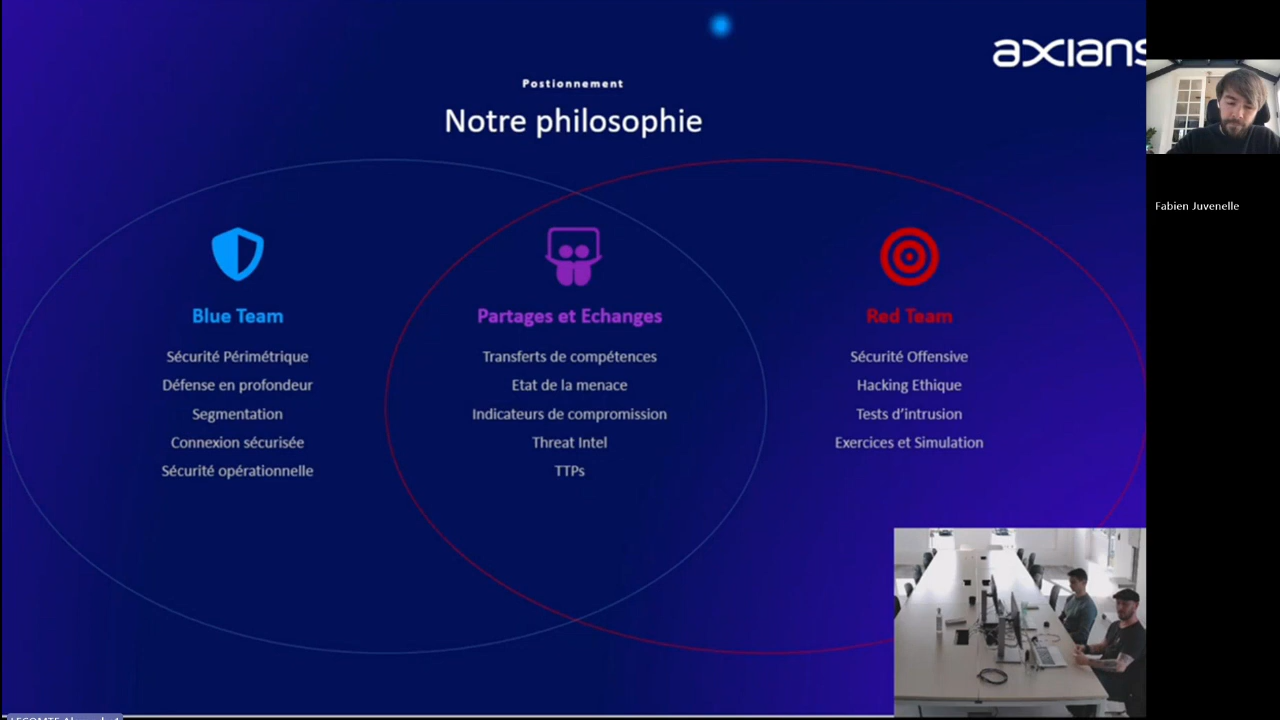 axians
Postionnement
Notre philosophie
Fabien Juvenelle
Blue Team
Sécurité Périmétrique
Défense en profondeur
Segmentation
Connexion sécurisée
Sécurité opérationnelle
Partages et Echanges
Transferts de compétences
Etat de la menace
Indicateurs de compromission
Threat Intel
TTPs
Red Team
Sécurité Offensive
Hacking Ethique
Tests d’intrusion
Exercices et Simulation